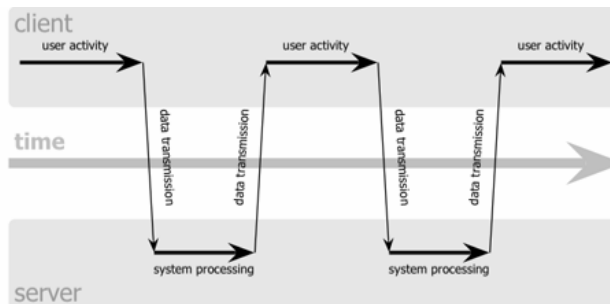 client
user activity
user activity
user activity
data transmission
data transmission
data transmission
data transmission
time
system processing
system processing
server